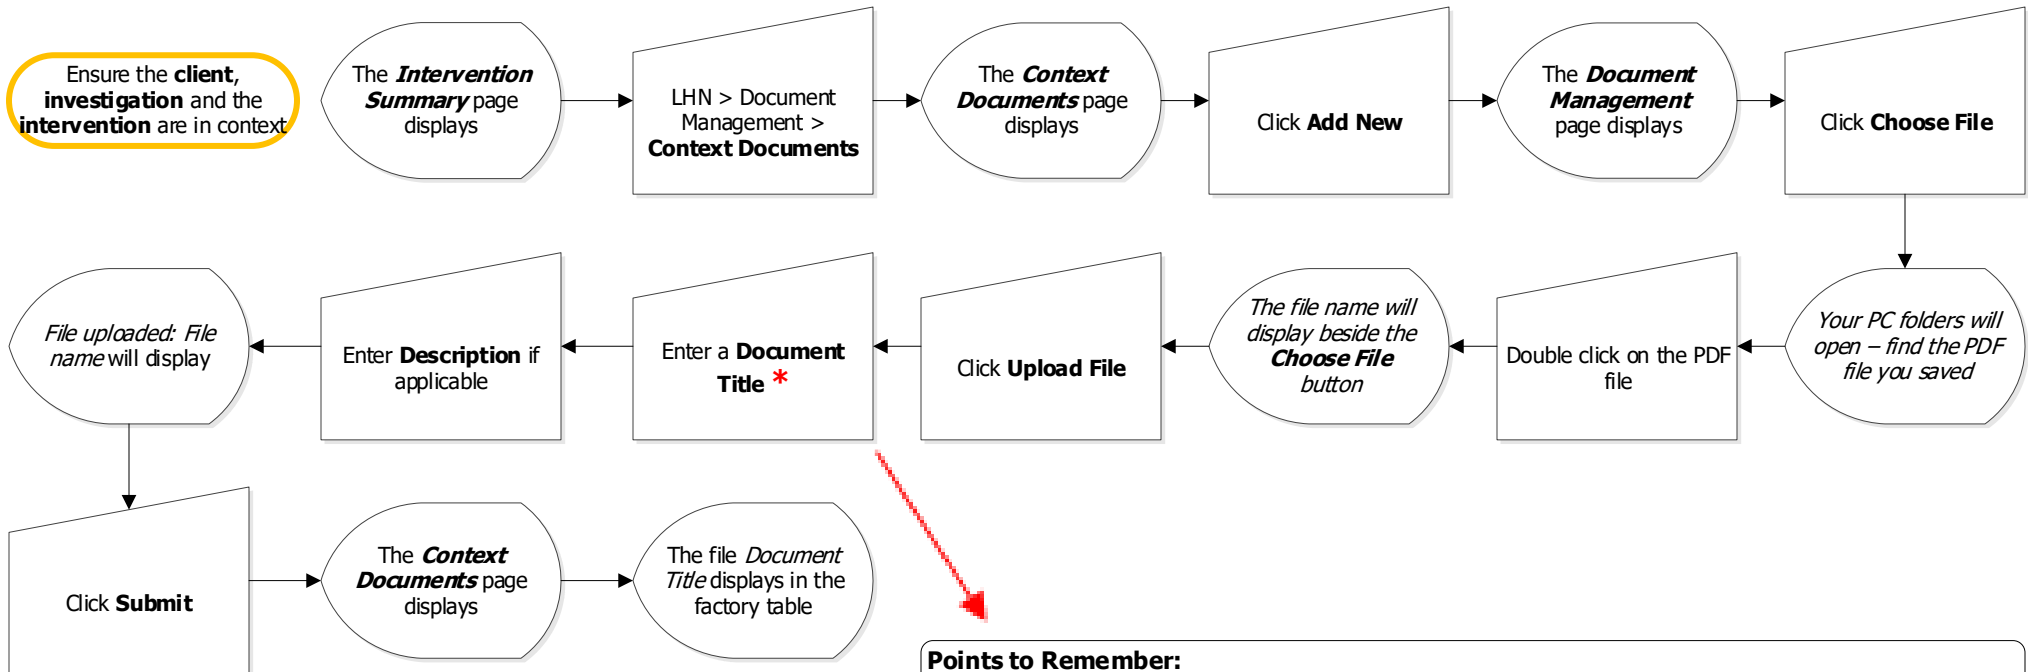 Ensure the client,
investigation and the
intervention are in context
The Intervention
Summary page
displays
LHN > Document
Management >
Context Documents
The Context
Documents page
displays
Click Add New
The Document
Management
page displays
Click Choose File
Your PC folders will
open – find the PDF
file you saved
Double click on the PDF
file
The file name will
display beside the
Choose File
button
Click Upload File
Enter a Document
Title *
Enter Description if
applicable
File uploaded: File
name will display
Click Submit
The Context
Documents page
displays
The file Document
Title displays in the
factory table
Points to Remember: